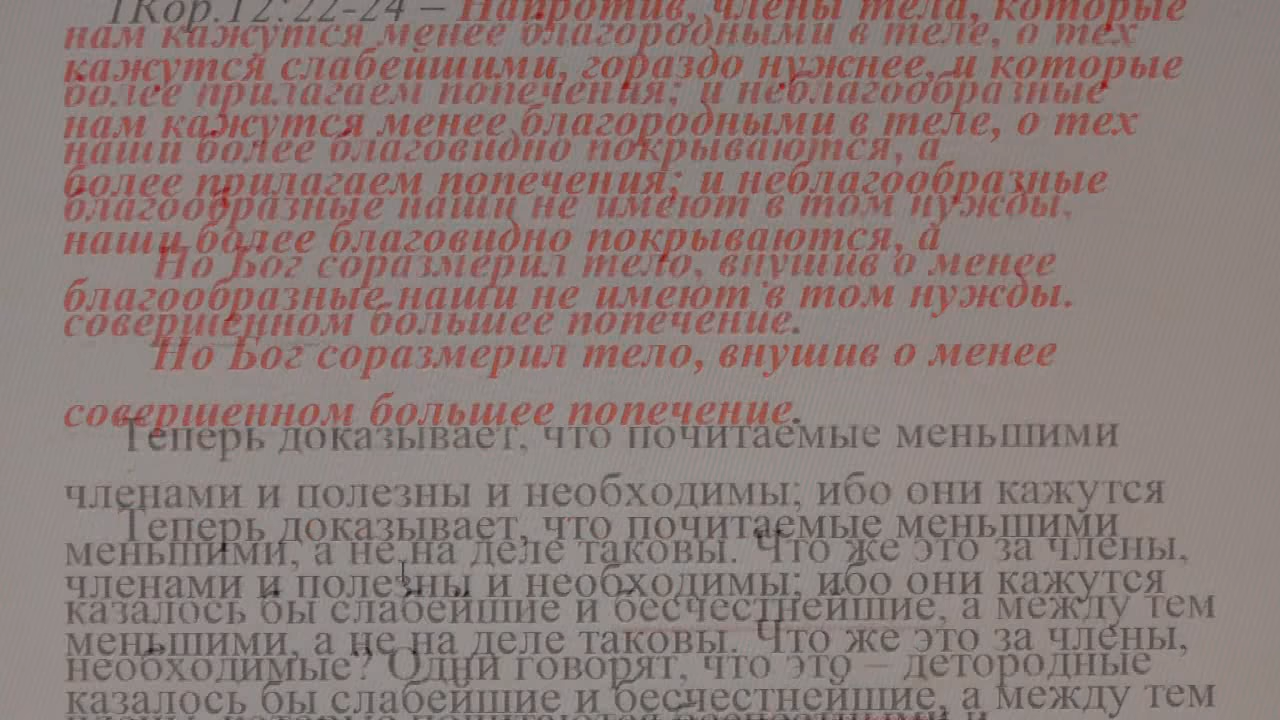 1Кор.12:22-24 – Напротив, члены тела, которые
нам кажутся менее благородными в теле, о тех
кажутся слабейшими, гораздо нужнее, и которые
более прилагаем попечения; и неблагообразные
нам кажутся менее благородными в теле, о тех
наши более благовидно покрываются, а
более прилагаем попечения; и неблагообразные
благообразные наши не имеют в том нужды.
наши более благовидно покрываются, а
Но Бог соразмерил тело, внушив о менее
благообразные наши не имеют в том нужды.
совершенном большее попечение.
Но Бог соразмерил тело, внушив о менее
совершенном большее попечение.
Теперь доказывает, что почитаемые меньшими
членами и полезны и необходимы; ибо они кажутся
Теперь доказывает, что почитаемые меньшими
меньшими, а не на деле таковы. Что же это за члены,
членами и полезны и необходимы; ибо они кажутся
казалось бы слабейшие и бесчестнейшие, а между тем
меньшими, а не на деле таковы. Что же это за члены,
необходимые? Одни говорят, что это – детородные
казалось бы слабейшие и бесчестнейшие, а между тем